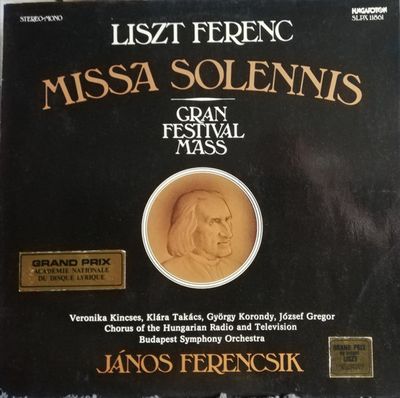 STEREO-MONO
HUNGAROTON
SLPX 11861
LISZT FERENC
MISSA SOLENNIS
GRAN
FESTIVAL
MASS
GRAND PRIX
ACADÉMIE NATIONALE
DU DISQUE LYRIQUE
Veronika Kincses, Klára Takács, György Korondy, József Gregor
Chorus of the Hungarian Radio and Television
Budapest Symphony Orchestra
JÁNOS FERENCSIK
GRAND PRIX
LISZT